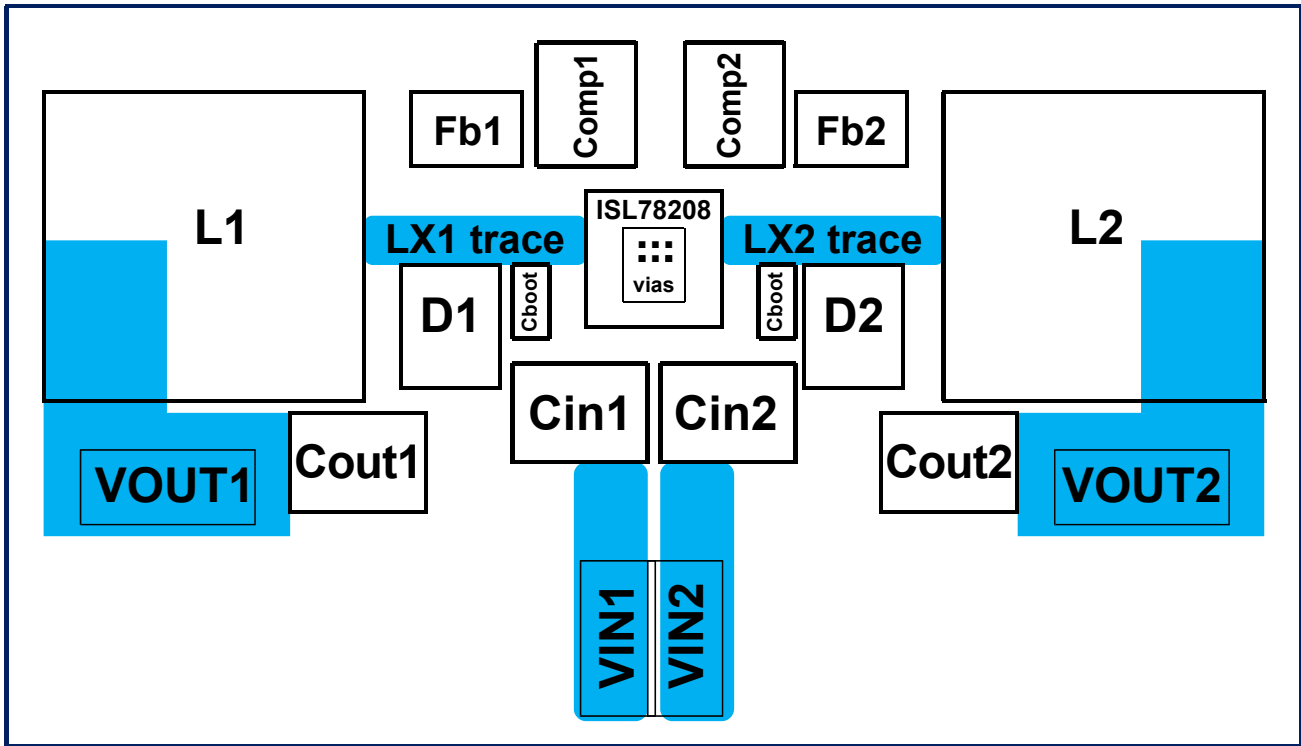 Comp1
Comp2
Fb1
Fb2
L1
LX1 trace
ISL78208
vias
LX2 trace
L2
D1
Cboot
Cboot
D2
Cin1
Cin2
Cout1
Cout2
VOUT1
VOUT2
VIN1
VIN2